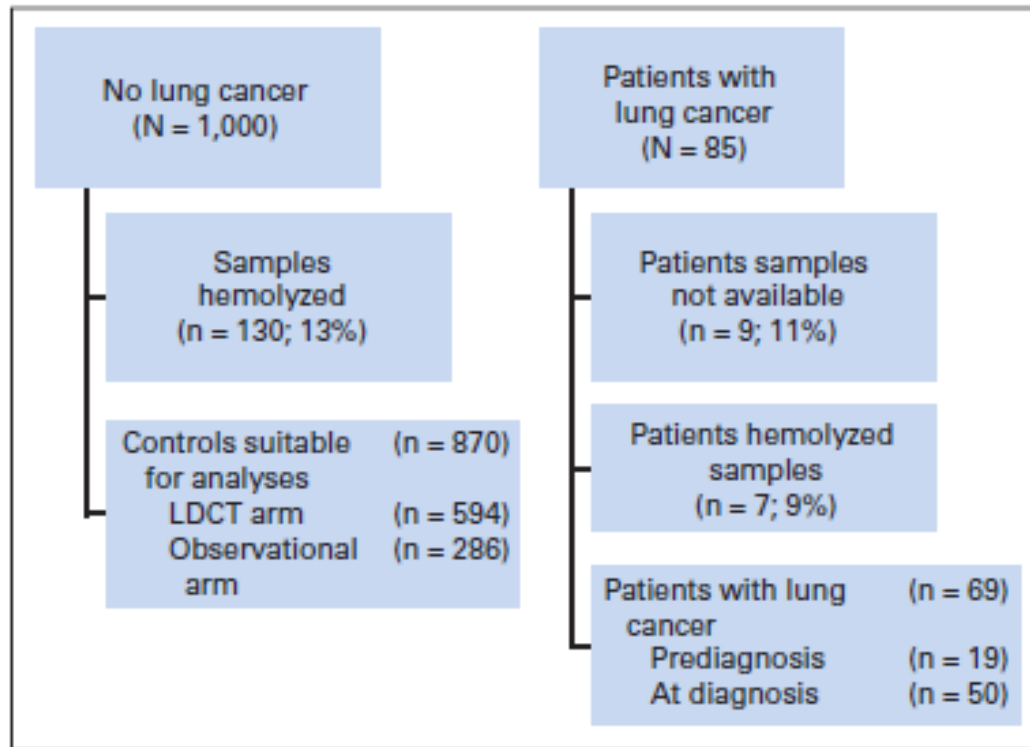 No lung cancer
(N = 1,000)
Samples
hemolyzed
(n = 130; 13%)
Controls suitable (n = 870)
for analyses
LDCT arm (n = 594)
Observational (n = 286)
arm
Patients with
lung cancer
(N = 85)
Patients samples
not available
(n = 9; 11%)
Patients hemolyzed
samples
(n = 7; 9%)
Patients with lung (n = 69)
cancer
Prediagnosis (n = 19)
At diagnosis (n = 50)